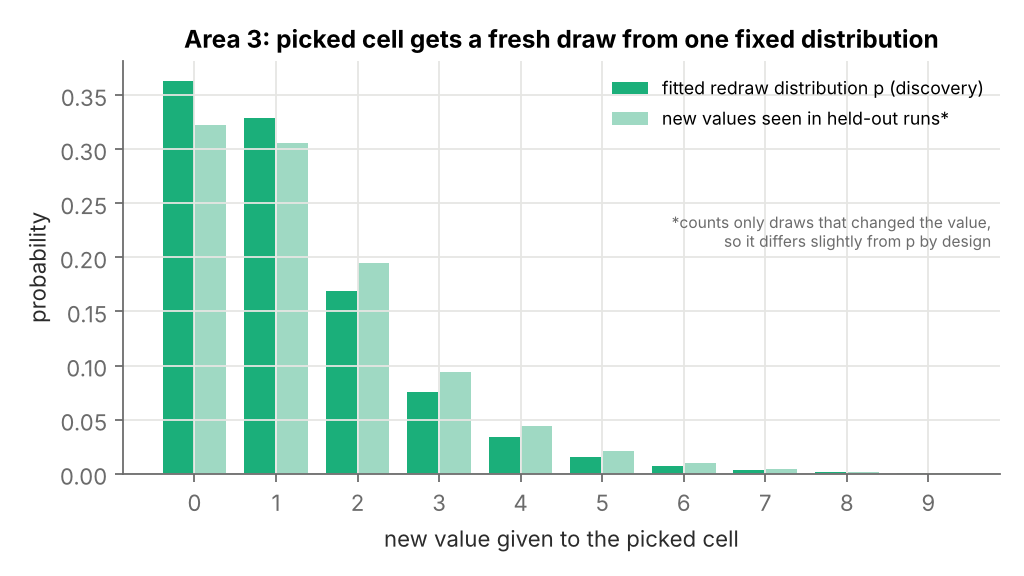 Area 3: picked cell gets a fresh draw from one fixed distribution
fitted redraw distribution p (discovery)
new values seen in held-out runs*
*counts only draws that changed the value,
so it differs slightly from p by design
probability
0.35
0.30
0.25
0.20
0.15
0.10
0.05
0.00
0 1 2 3 4 5 6 7 8 9
new value given to the picked cell